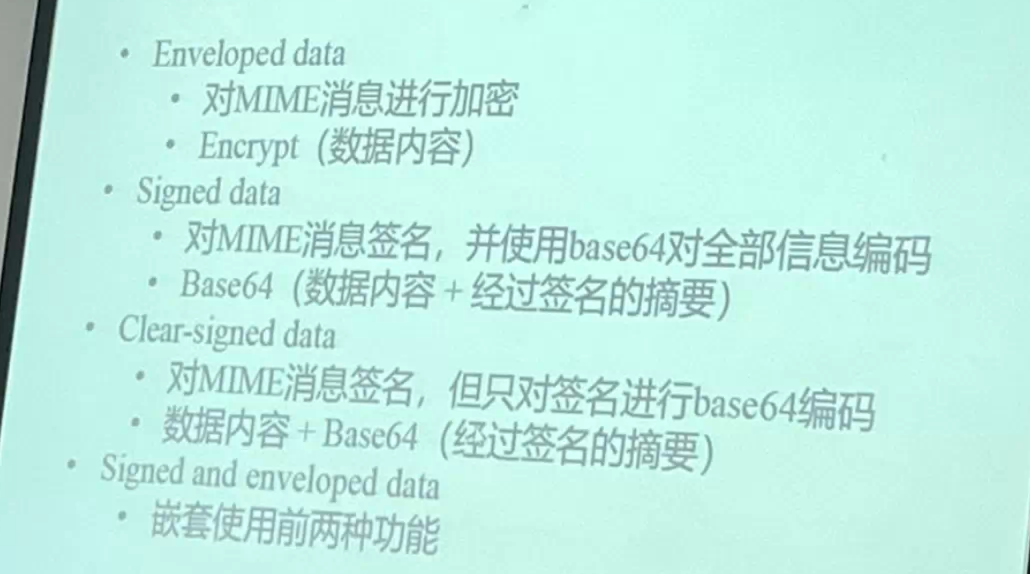 • Enveloped data
• 对MIME消息进行加密
• Encrypt（数据内容）
• Signed data
• 对MIME消息签名，并使用base64对全部信息编码
• Base64（数据内容 + 经过签名的摘要）
• Clear-signed data
• 对MIME消息签名，但只对签名进行base64编码
• 数据内容 + Base64（经过签名的摘要）
• Signed and enveloped data
• 嵌套使用前两种功能